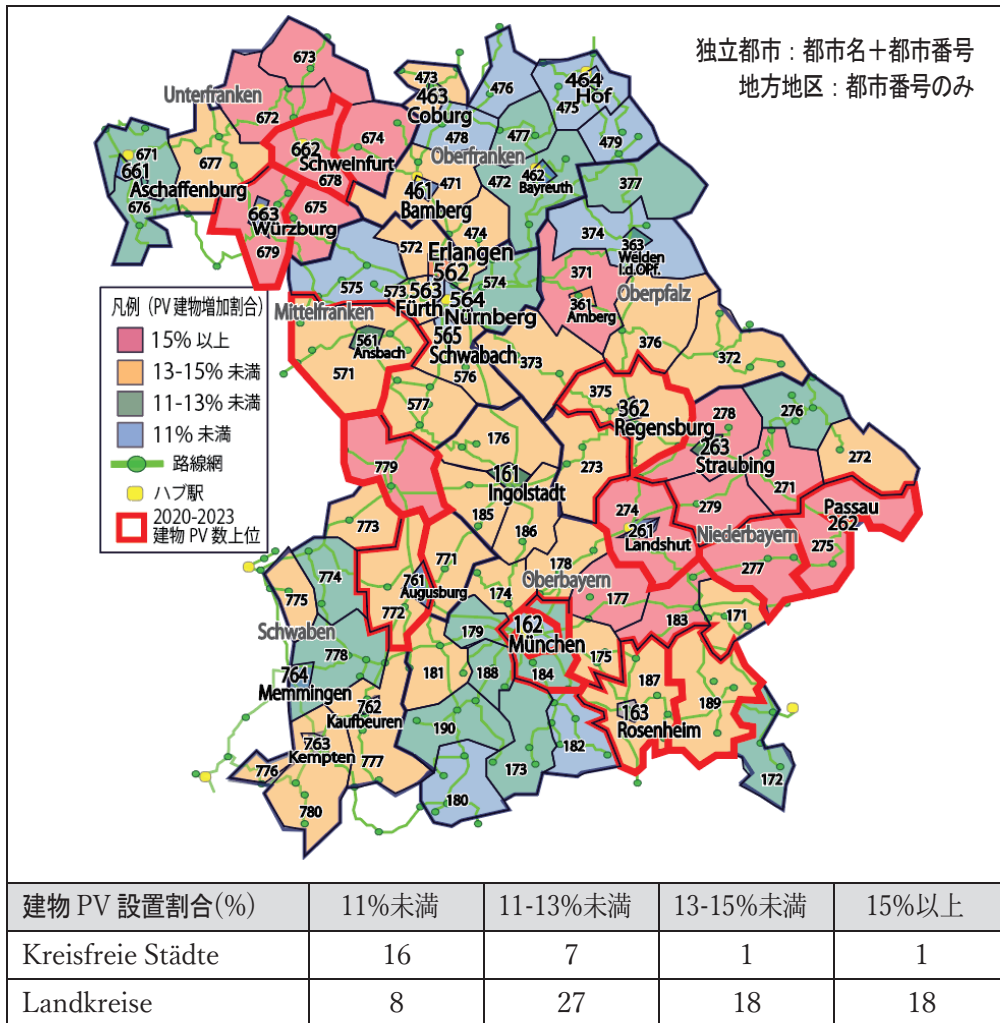 独立都市：都市名＋都市番号
地方地区：都市番号のみ
673
473
463
Coburg
476
464
Hof
475
Unterfranken
672
674
478
477
479
662
Schweinfurt
678
Oberfranken
671
677
661
Aschaffenburg
676
461
Bamberg
471
472
462
Bayreuth
377
663
Würzburg
675
679
474
572
Erlangen
562
374
363
Weiden
i.d.OPf.
575
573
563
Fürth
564
Nürnberg
574
371
361
Amberg
Oberpfalz
Mittelfranken
561
Ansbach
571
565
Schwabach
576
373
376
372
577
375
362
Regensburg
278
276
263
Straubing
272
176
779
161
Ingolstadt
273
271
185
186
274
279
261
Landshut
Niederbayern
Passau
262
275
277
773
771
178
Oberbayern
774
761
Augusburg
174
177
775
772
183
171
Schwaben
778
179
162
München
175
764
Memmingen
181
188
184
187
189
762
Kaufbeuren
163
Rosenheim
763
Kempten
190
182
776
777
173
172
780
180
凡例（PV 建物増加割合）
15% 以上
13-15% 未満
11-13% 未満
11% 未満
路線網
ハブ駅
2020-2023
建物 PV 数上位
建物 PV 設置割合(%) 11%未満 11-13%未満 13-15%未満 15%以上
Kreisfreie Städte 16 7 1 1
Landkreise 8 27 18 18